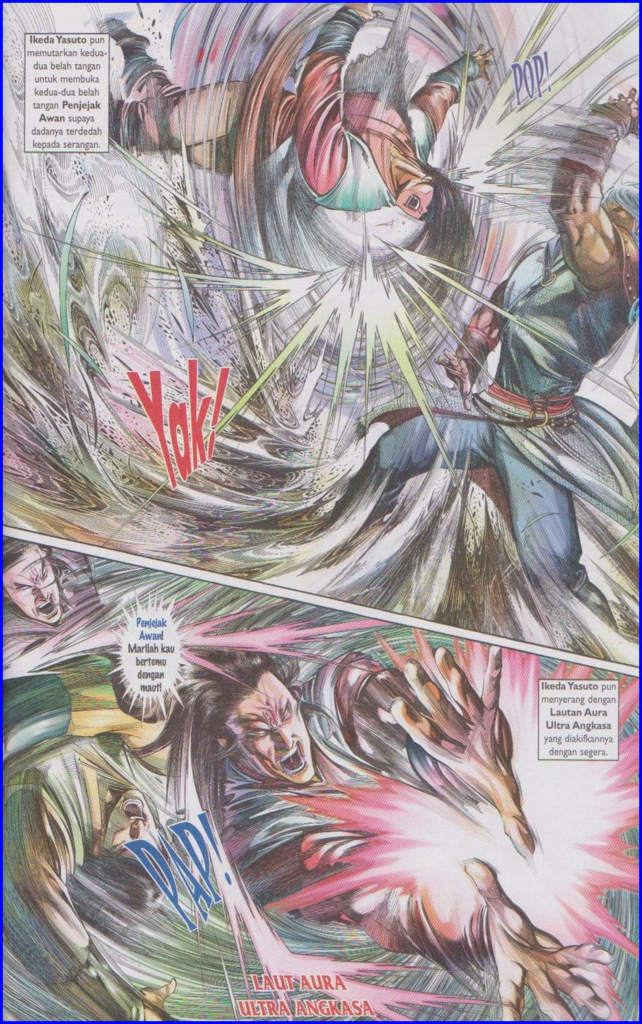 Ikeda Yasuto pun
memutarkan kedua-
dua belah tangan
untuk membuka
kedua-dua belah
tangan Penjejak
Awan supaya
dadanya terdedah
kepada serangan.
POP!
Yak!
Penjejak
Awan!
Marilah kau
bertemu
dengan
maut!
Ikeda Yasuto pun
menyerang dengan
Lautan Aura
Ultra Angkasa
yang diakifkannya
dengan segera.
PAP!
LAUT AURA
ULTRA ANGKASA